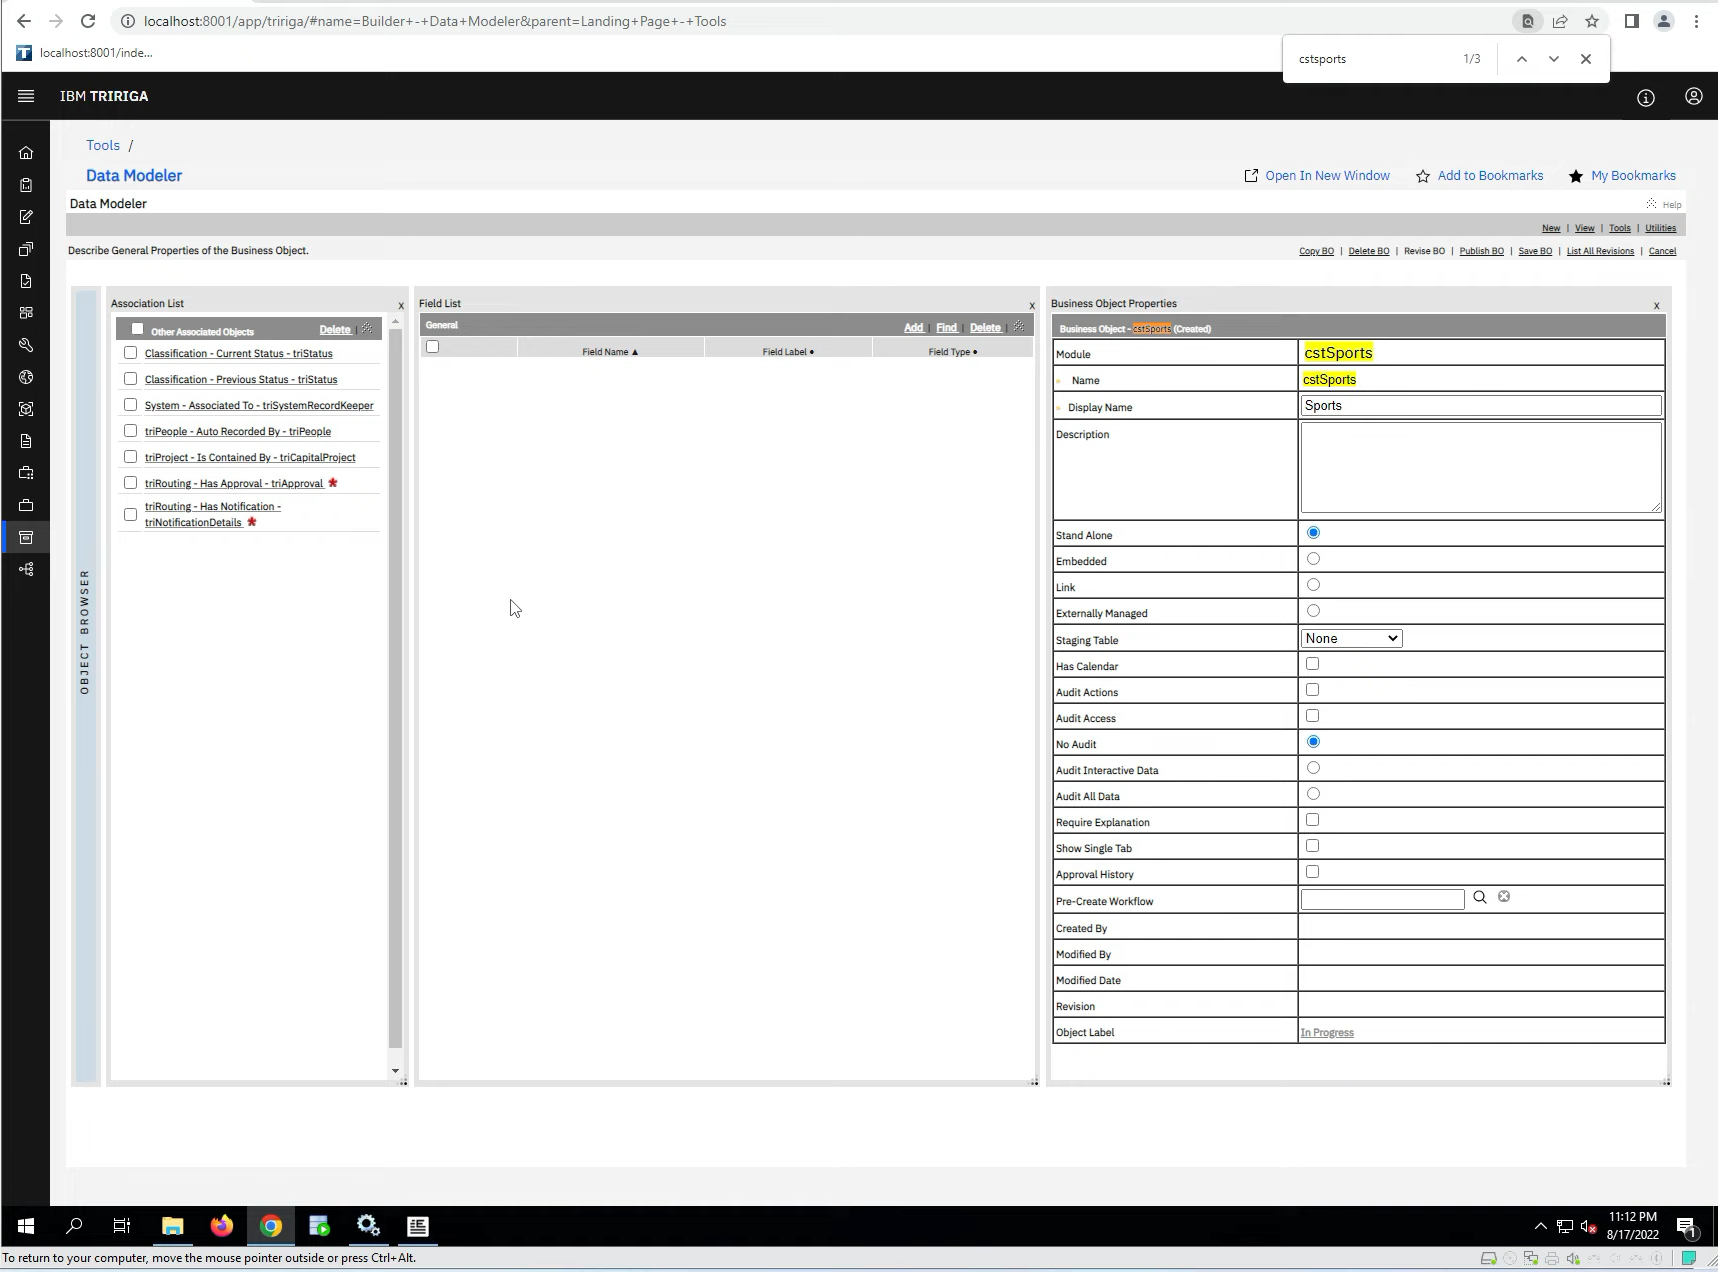 localhost:8001/app/tririga/#name=Builder+-+Data+Modeler&parent=Landing+Page+-+Tools
localhost:8001/inde...
cstsports 1/3
IBM TRIRIGA
Tools /
Data Modeler
Open In New Window Add to Bookmarks My Bookmarks
Data Modeler
Help
New | View | Tools | Utilities
Describe General Properties of the Business Object.
Copy BO | Delete BO | Revise BO | Publish BO | Save BO | List All Revisions | Cancel
OBJECT BROWSER
Association List x
Other Associated Objects Delete |
Classification - Current Status - triStatus
Classification - Previous Status - triStatus
System - Associated To - triSystemRecordKeeper
triPeople - Auto Recorded By - triPeople
triProject - Is Contained By - triCapitalProject
triRouting - Has Approval - triApproval *
triRouting - Has Notification -
triNotificationDetails *
Field List x
General Add | Find | Delete |
Field Name ▲ Field Label • Field Type •
Business Object Properties x
Business Object - cstSports (Created)
Module cstSports
Name cstSports
Display Name Sports
Description
Stand Alone
Embedded
Link
Externally Managed
Staging Table None
Has Calendar
Audit Actions
Audit Access
No Audit
Audit Interactive Data
Audit All Data
Require Explanation
Show Single Tab
Approval History
Pre-Create Workflow
Created By
Modified By
Modified Date
Revision
Object Label In Progress
11:12 PM
8/17/2022
1
To return to your computer, move the mouse pointer outside or press Ctrl+Alt.